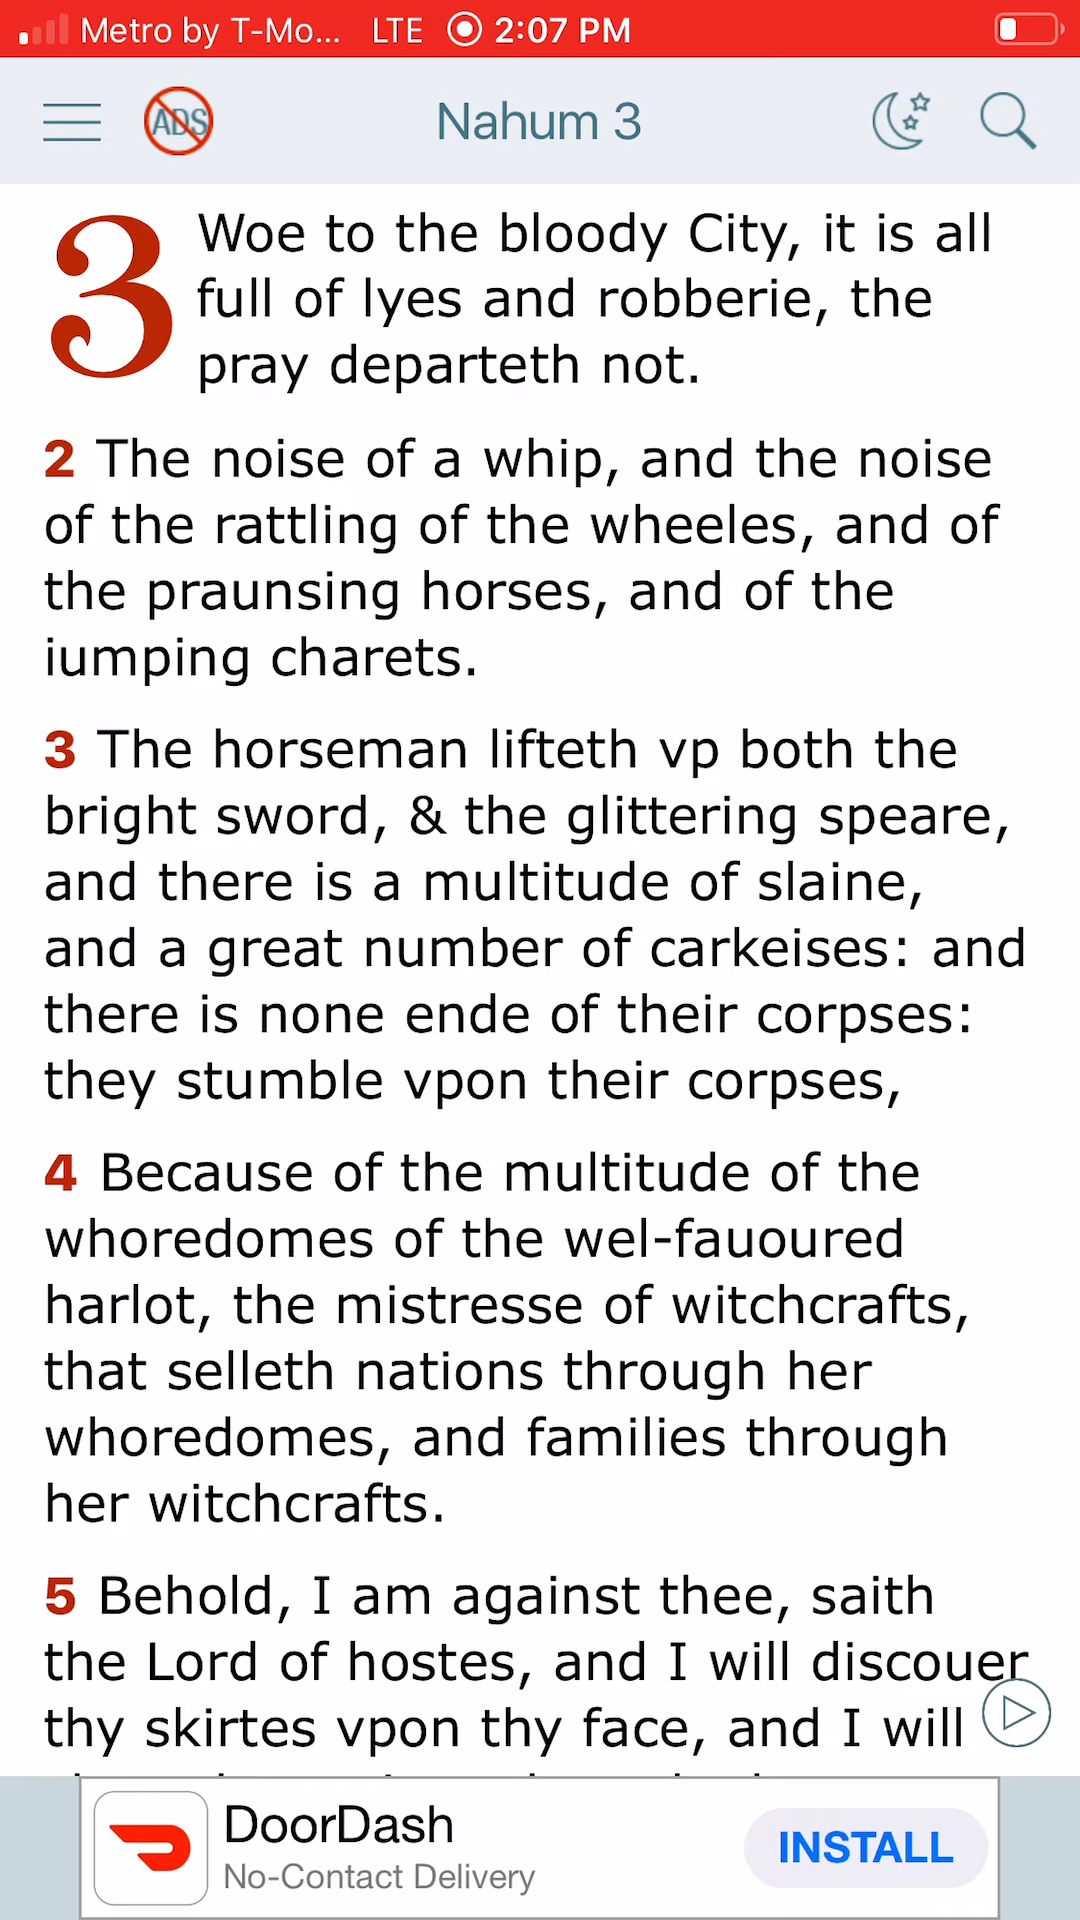 Metro by T-Mo... LTE 2:07 PM
ADS Nahum 3
3 Woe to the bloody City, it is all
full of lyes and robberie, the
pray departeth not.
2 The noise of a whip, and the noise
of the rattling of the wheeles, and of
the praunsing horses, and of the
iumping charets.
3 The horseman lifteth vp both the
bright sword, & the glittering speare,
and there is a multitude of slaine,
and a great number of carkeises: and
there is none ende of their corpses:
they stumble vpon their corpses,
4 Because of the multitude of the
whoredomes of the wel-fauoured
harlot, the mistresse of witchcrafts,
that selleth nations through her
whoredomes, and families through
her witchcrafts.
5 Behold, I am against thee, saith
the Lord of hostes, and I will discouer
thy skirtes vpon thy face, and I will
DoorDash
No-Contact Delivery
INSTALL